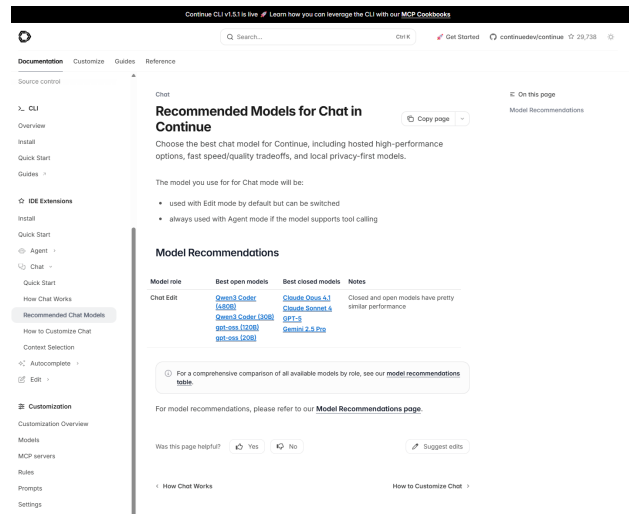 Continue CLI v1.5.1 is live 🚀 Learn how you can leverage the CLI with our MCP Cookbooks
Search...
Ctrl K
🚀 Get Started
continuedev/continue ☆ 29,738
Documentation Customize Guides Reference
Source control
CLI
Overview
Install
Quick Start
Guides
IDE Extensions
Install
Quick Start
Agent
Chat
Quick Start
How Chat Works
Recommended Chat Models
How to Customize Chat
Context Selection
Autocomplete
Edit
Customization
Customization Overview
Models
MCP servers
Rules
Prompts
Settings
Chat
Recommended Models for Chat in
Continue
Copy page
Choose the best chat model for Continue, including hosted high-performance
options, fast speed/quality tradeoffs, and local privacy-first models.
The model you use for for Chat mode will be:
• used with Edit mode by default but can be switched
• always used with Agent mode if the model supports tool calling
Model Recommendations
Model role Best open models Best closed models Notes
Chat Edit
Qwen3 Coder
(480B)
Qwen3 Coder (30B)
gpt-oss (120B)
gpt-oss (20B)
Claude Opus 4.1
Claude Sonnet 4
GPT-5
Gemini 2.5 Pro
Closed and open models have pretty
similar performance
For a comprehensive comparison of all available models by role, see our model recommendations
table.
For model recommendations, please refer to our Model Recommendations page.
Was this page helpful?
Yes
No
Suggest edits
‹ How Chat Works
How to Customize Chat ›
On this page
Model Recommendations